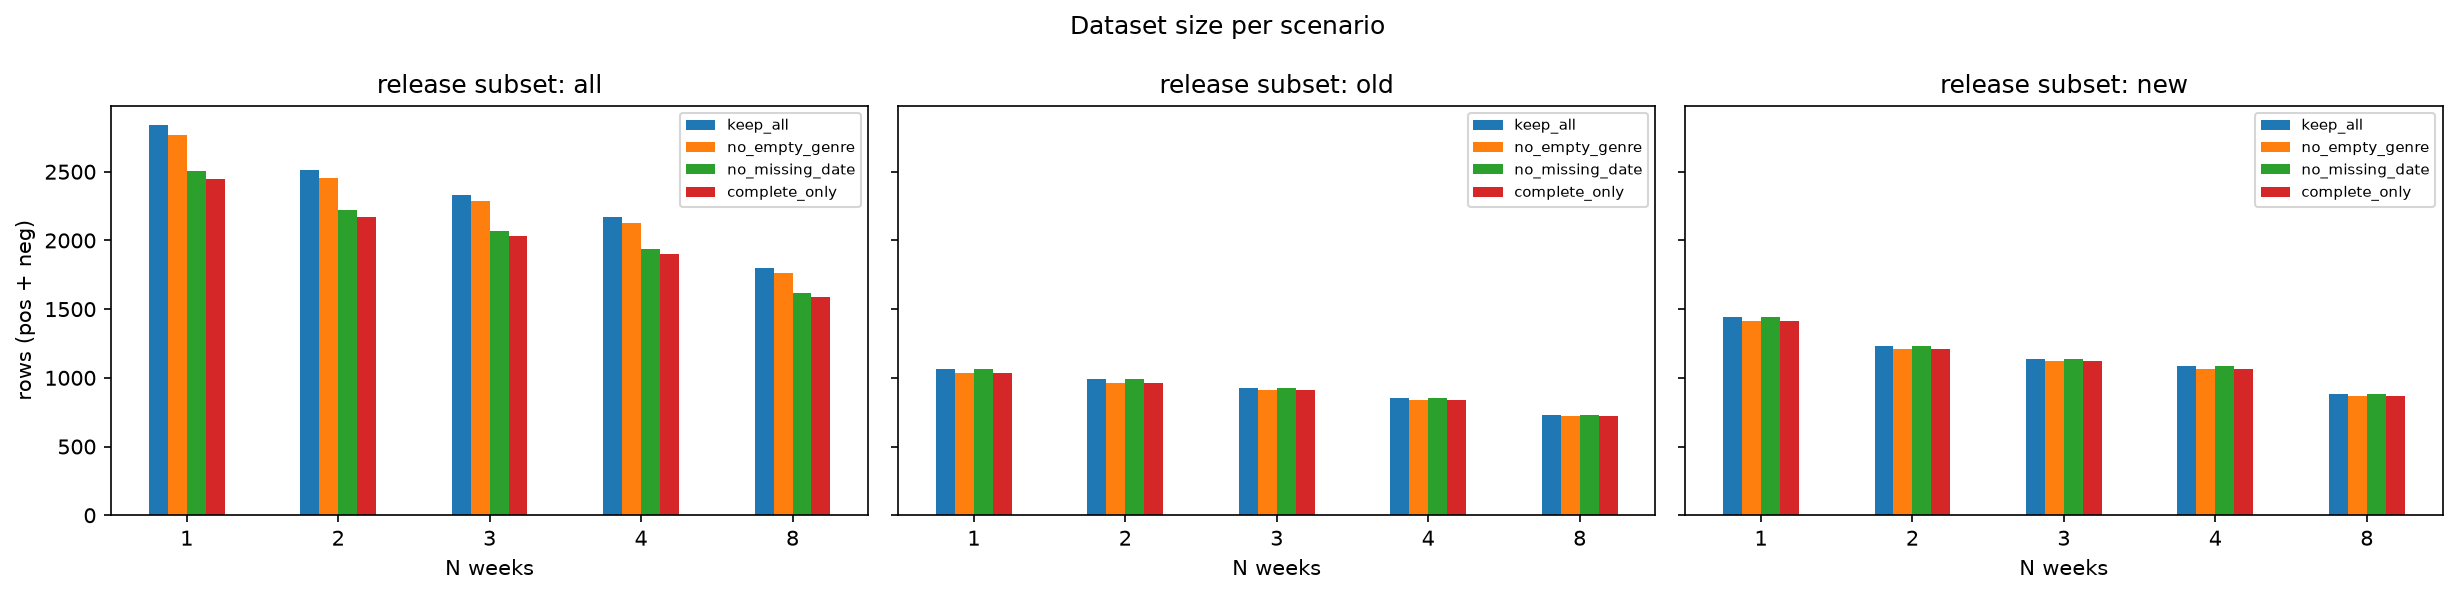 Dataset size per scenario
release subset: all
rows (pos + neg)
2500
2000
1500
1000
500
0
keep_all
no_empty_genre
no_missing_date
complete_only
1 2 3 4 8
N weeks
release subset: old
keep_all
no_empty_genre
no_missing_date
complete_only
1 2 3 4 8
N weeks
release subset: new
keep_all
no_empty_genre
no_missing_date
complete_only
1 2 3 4 8
N weeks